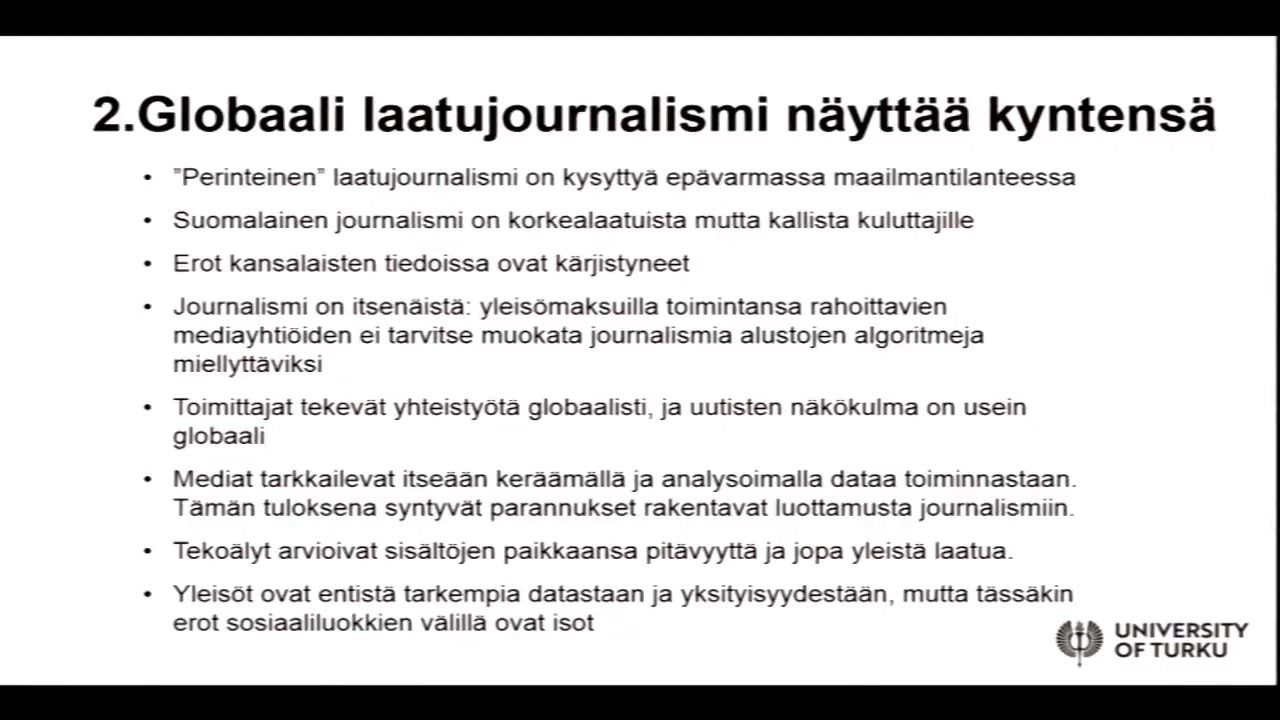 2.Globaali laatujournalismi näyttää kyntensä
• ”Perinteinen” laatujournalismi on kysyttyä epävarmassa maailmantilanteessa
• Suomalainen journalismi on korkealaatuista mutta kallista kuluttajille
• Erot kansalaisten tiedoissa ovat kärjistyneet
• Journalismi on itsenäistä: yleisömaksuilla toimintansa rahoittavien
mediayhtiöiden ei tarvitse muokata journalismia alustojen algoritmeja
miellyttäviksi
• Toimittajat tekevät yhteistyötä globaalisti, ja uutisten näkökulma on usein
globaali
• Mediat tarkkailevat itseään keräämällä ja analysoimalla dataa toiminnastaan.
Tämän tuloksena syntyvät parannukset rakentavat luottamusta journalismiin.
• Tekoälyt arvioivat sisältöjen paikkaansa pitävyyttä ja jopa yleistä laatua.
• Yleisöt ovat entistä tarkempia datastaan ja yksityisyydestään, mutta tässäkin
erot sosiaaliluokkien välillä ovat isot
UNIVERSITY
OF TURKU